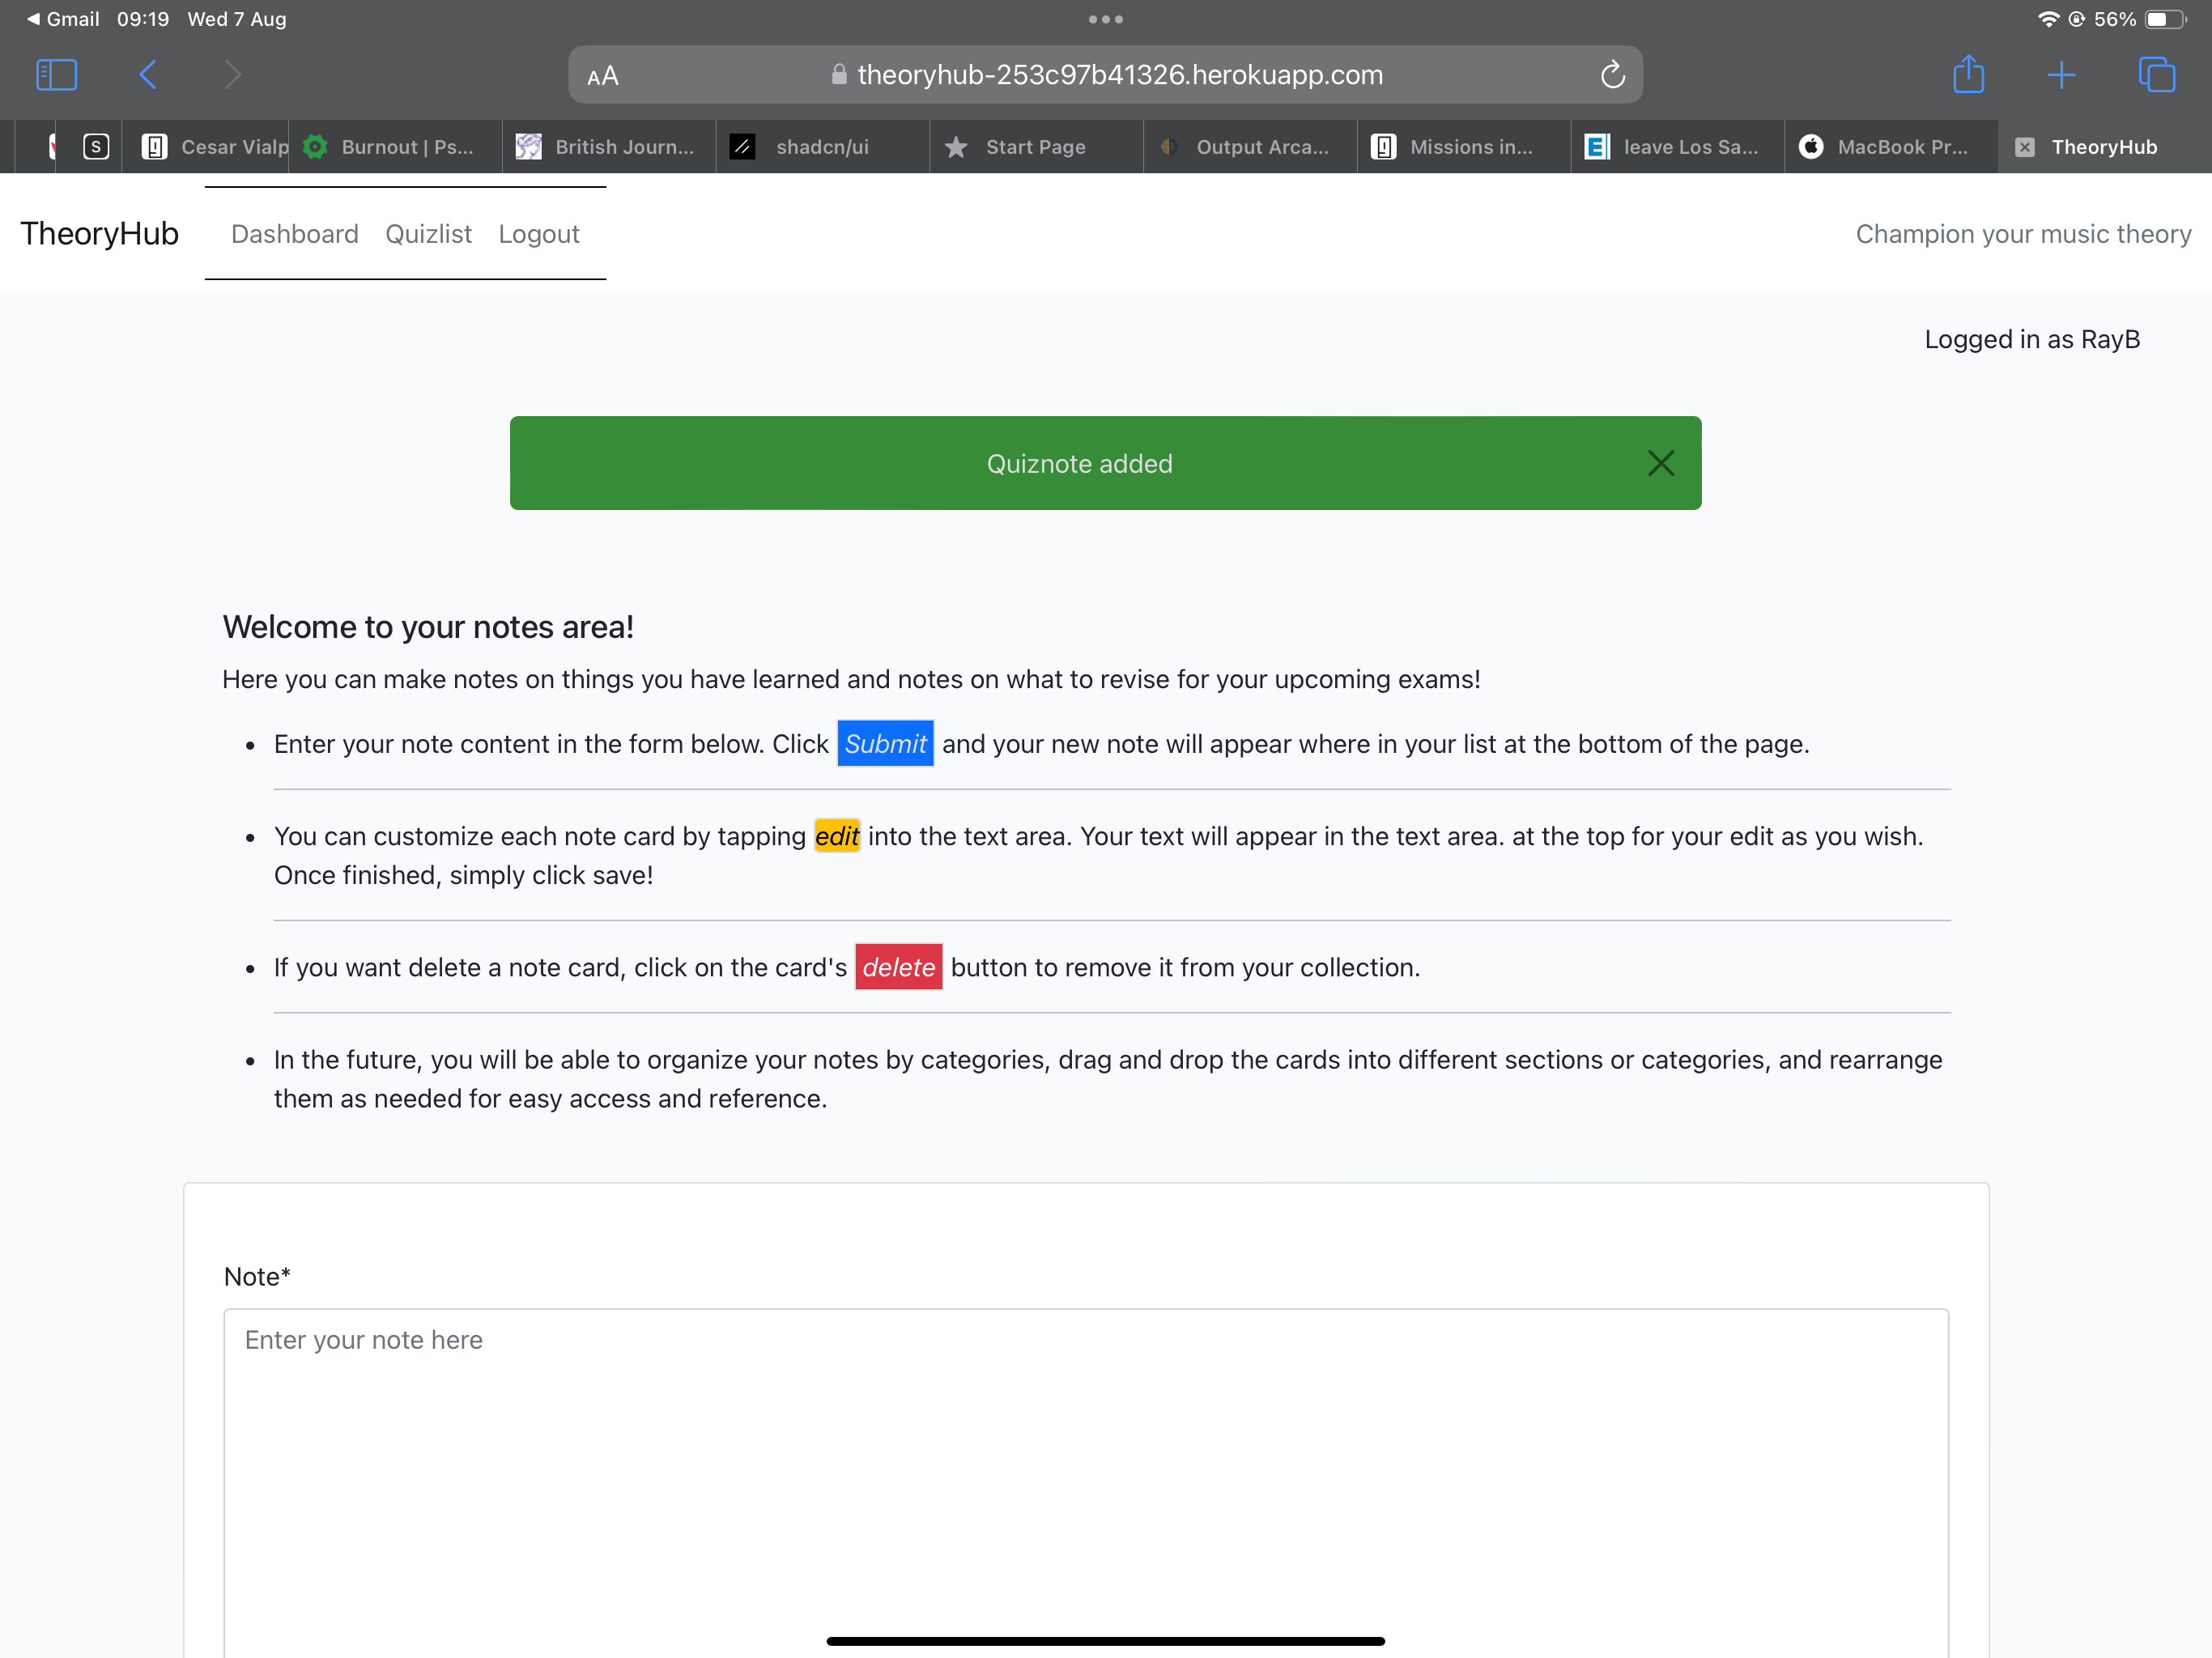 Gmail 09:19 Wed 7 Aug
56%
AA theoryhub-253c97b41326.herokuapp.com
S
Cesar Vialp
Burnout | Ps...
British Journ...
shadcn/ui
Start Page
Output Arca...
Missions in...
leave Los Sa...
MacBook Pr...
TheoryHub
TheoryHub Dashboard Quizlist Logout Champion your music theory
Logged in as RayB
Quiznote added
Welcome to your notes area!
Here you can make notes on things you have learned and notes on what to revise for your upcoming exams!
• Enter your note content in the form below. Click Submit and your new note will appear where in your list at the bottom of the page.
• You can customize each note card by tapping edit into the text area. Your text will appear in the text area. at the top for your edit as you wish.
Once finished, simply click save!
• If you want delete a note card, click on the card's delete button to remove it from your collection.
• In the future, you will be able to organize your notes by categories, drag and drop the cards into different sections or categories, and rearrange
them as needed for easy access and reference.
Note*
Enter your note here